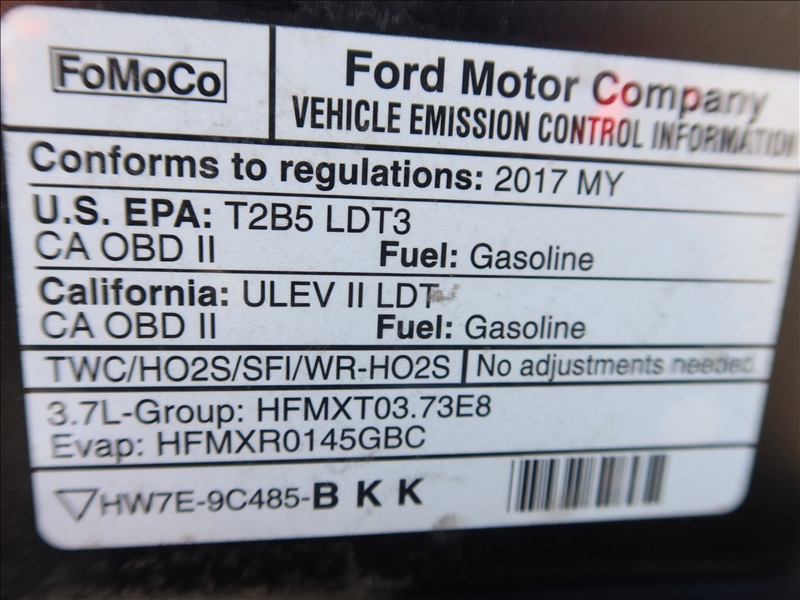 FoMoCo
Ford Motor Company
VEHICLE EMISSION CONTROL INFORMATION
Conforms to regulations: 2017 MY
U.S. EPA: T2B5 LDT3
CA OBD II Fuel: Gasoline
California: ULEV II LDT
CA OBD II Fuel: Gasoline
TWC/HO2S/SFI/WR-HO2S No adjustments needed.
3.7L-Group: HFMXT03.73E8
Evap: HFMXR0145GBC
HW7E-9C485-B K K